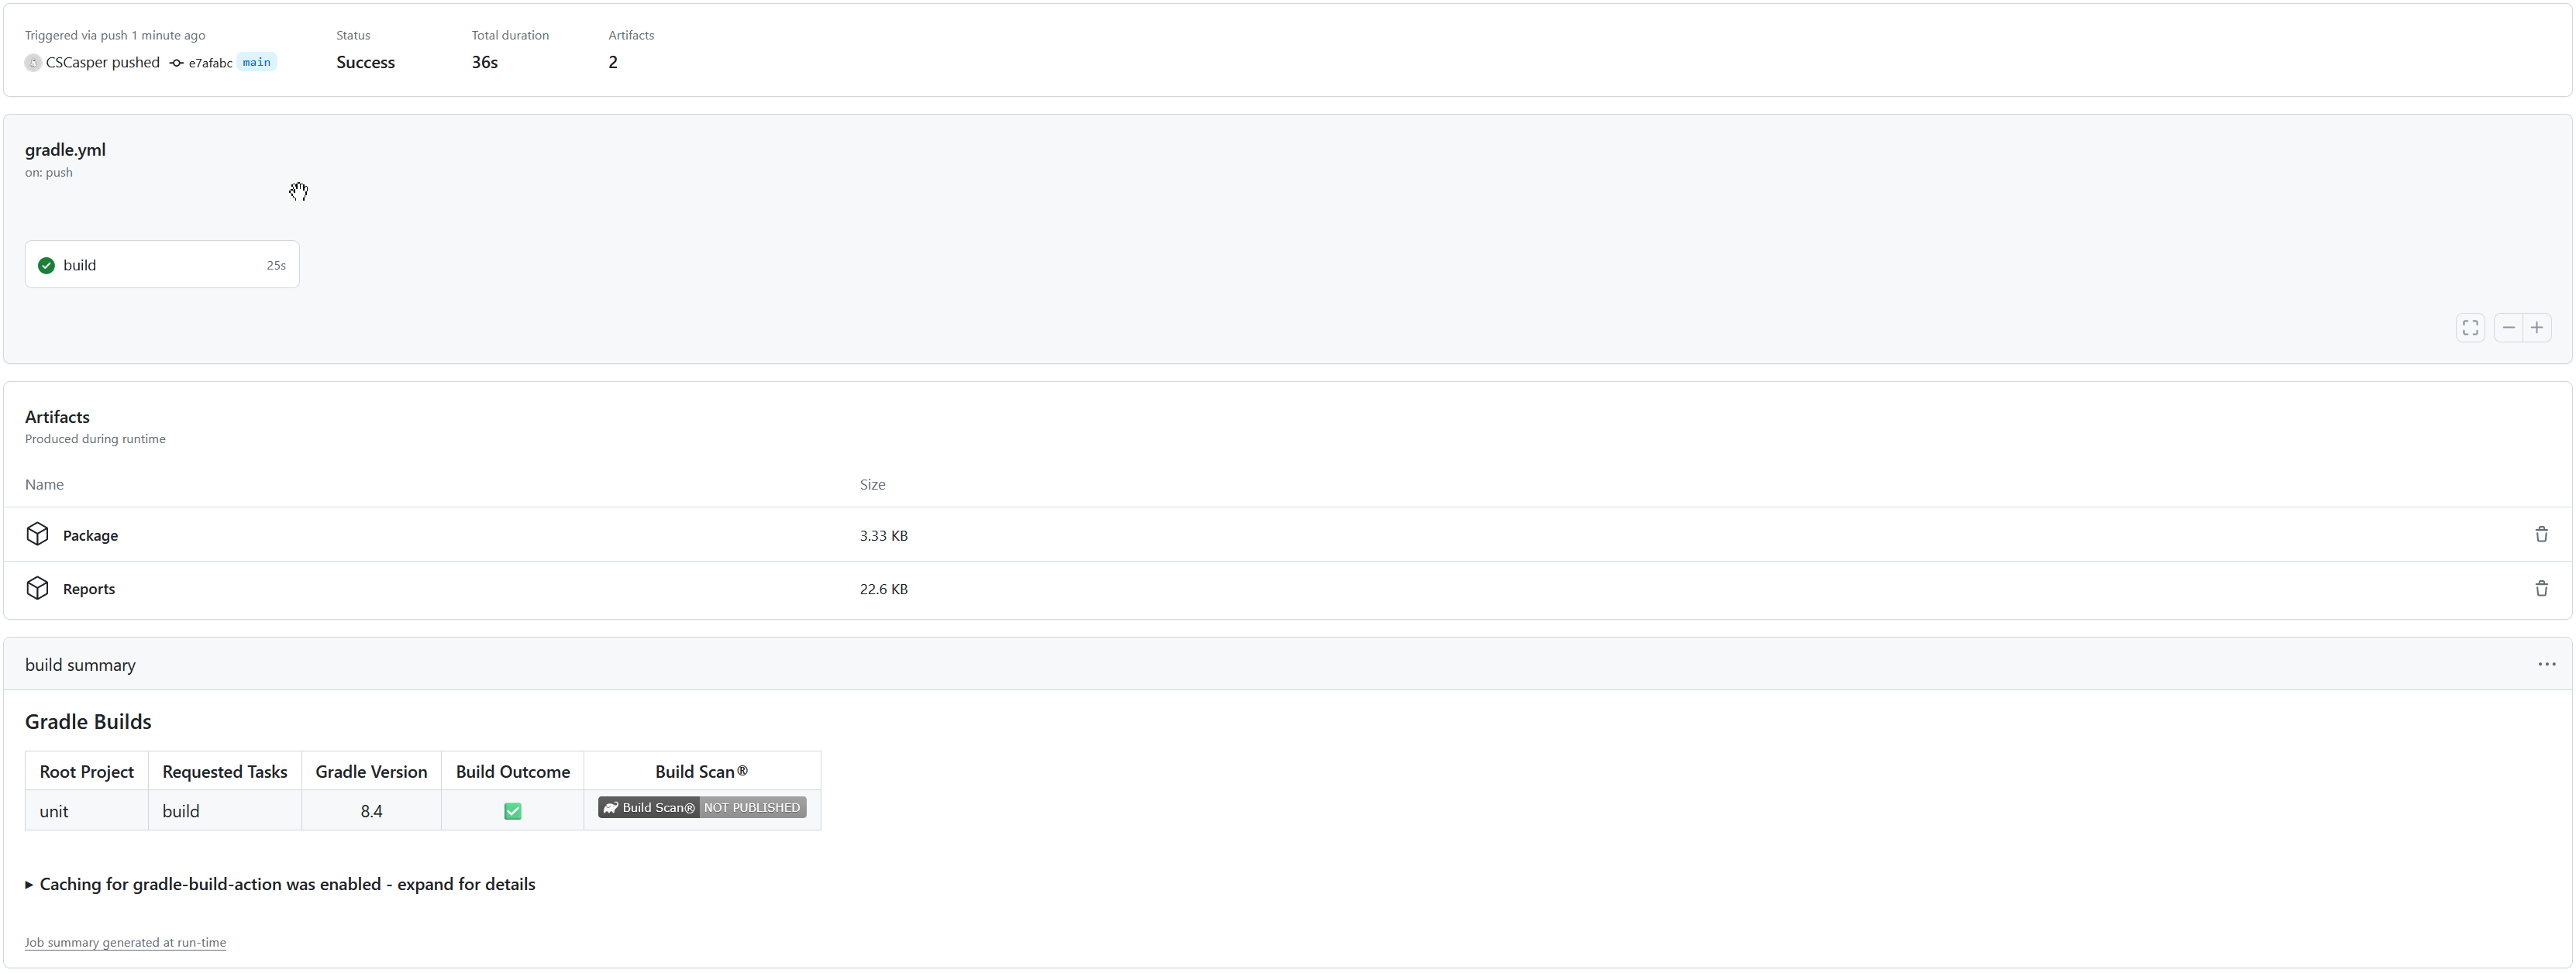 Triggered via push 1 minute ago
CSCasper pushed e7afabc main
Status
Success
Total duration
36s
Artifacts
2
gradle.yml
on: push
build 25s
Artifacts
Produced during runtime
Name Size
Package 3.33 KB
Reports 22.6 KB
build summary
Gradle Builds
Root Project Requested Tasks Gradle Version Build Outcome Build Scan®
unit build 8.4 Build Scan® NOT PUBLISHED
Caching for gradle-build-action was enabled - expand for details
Job summary generated at run-time